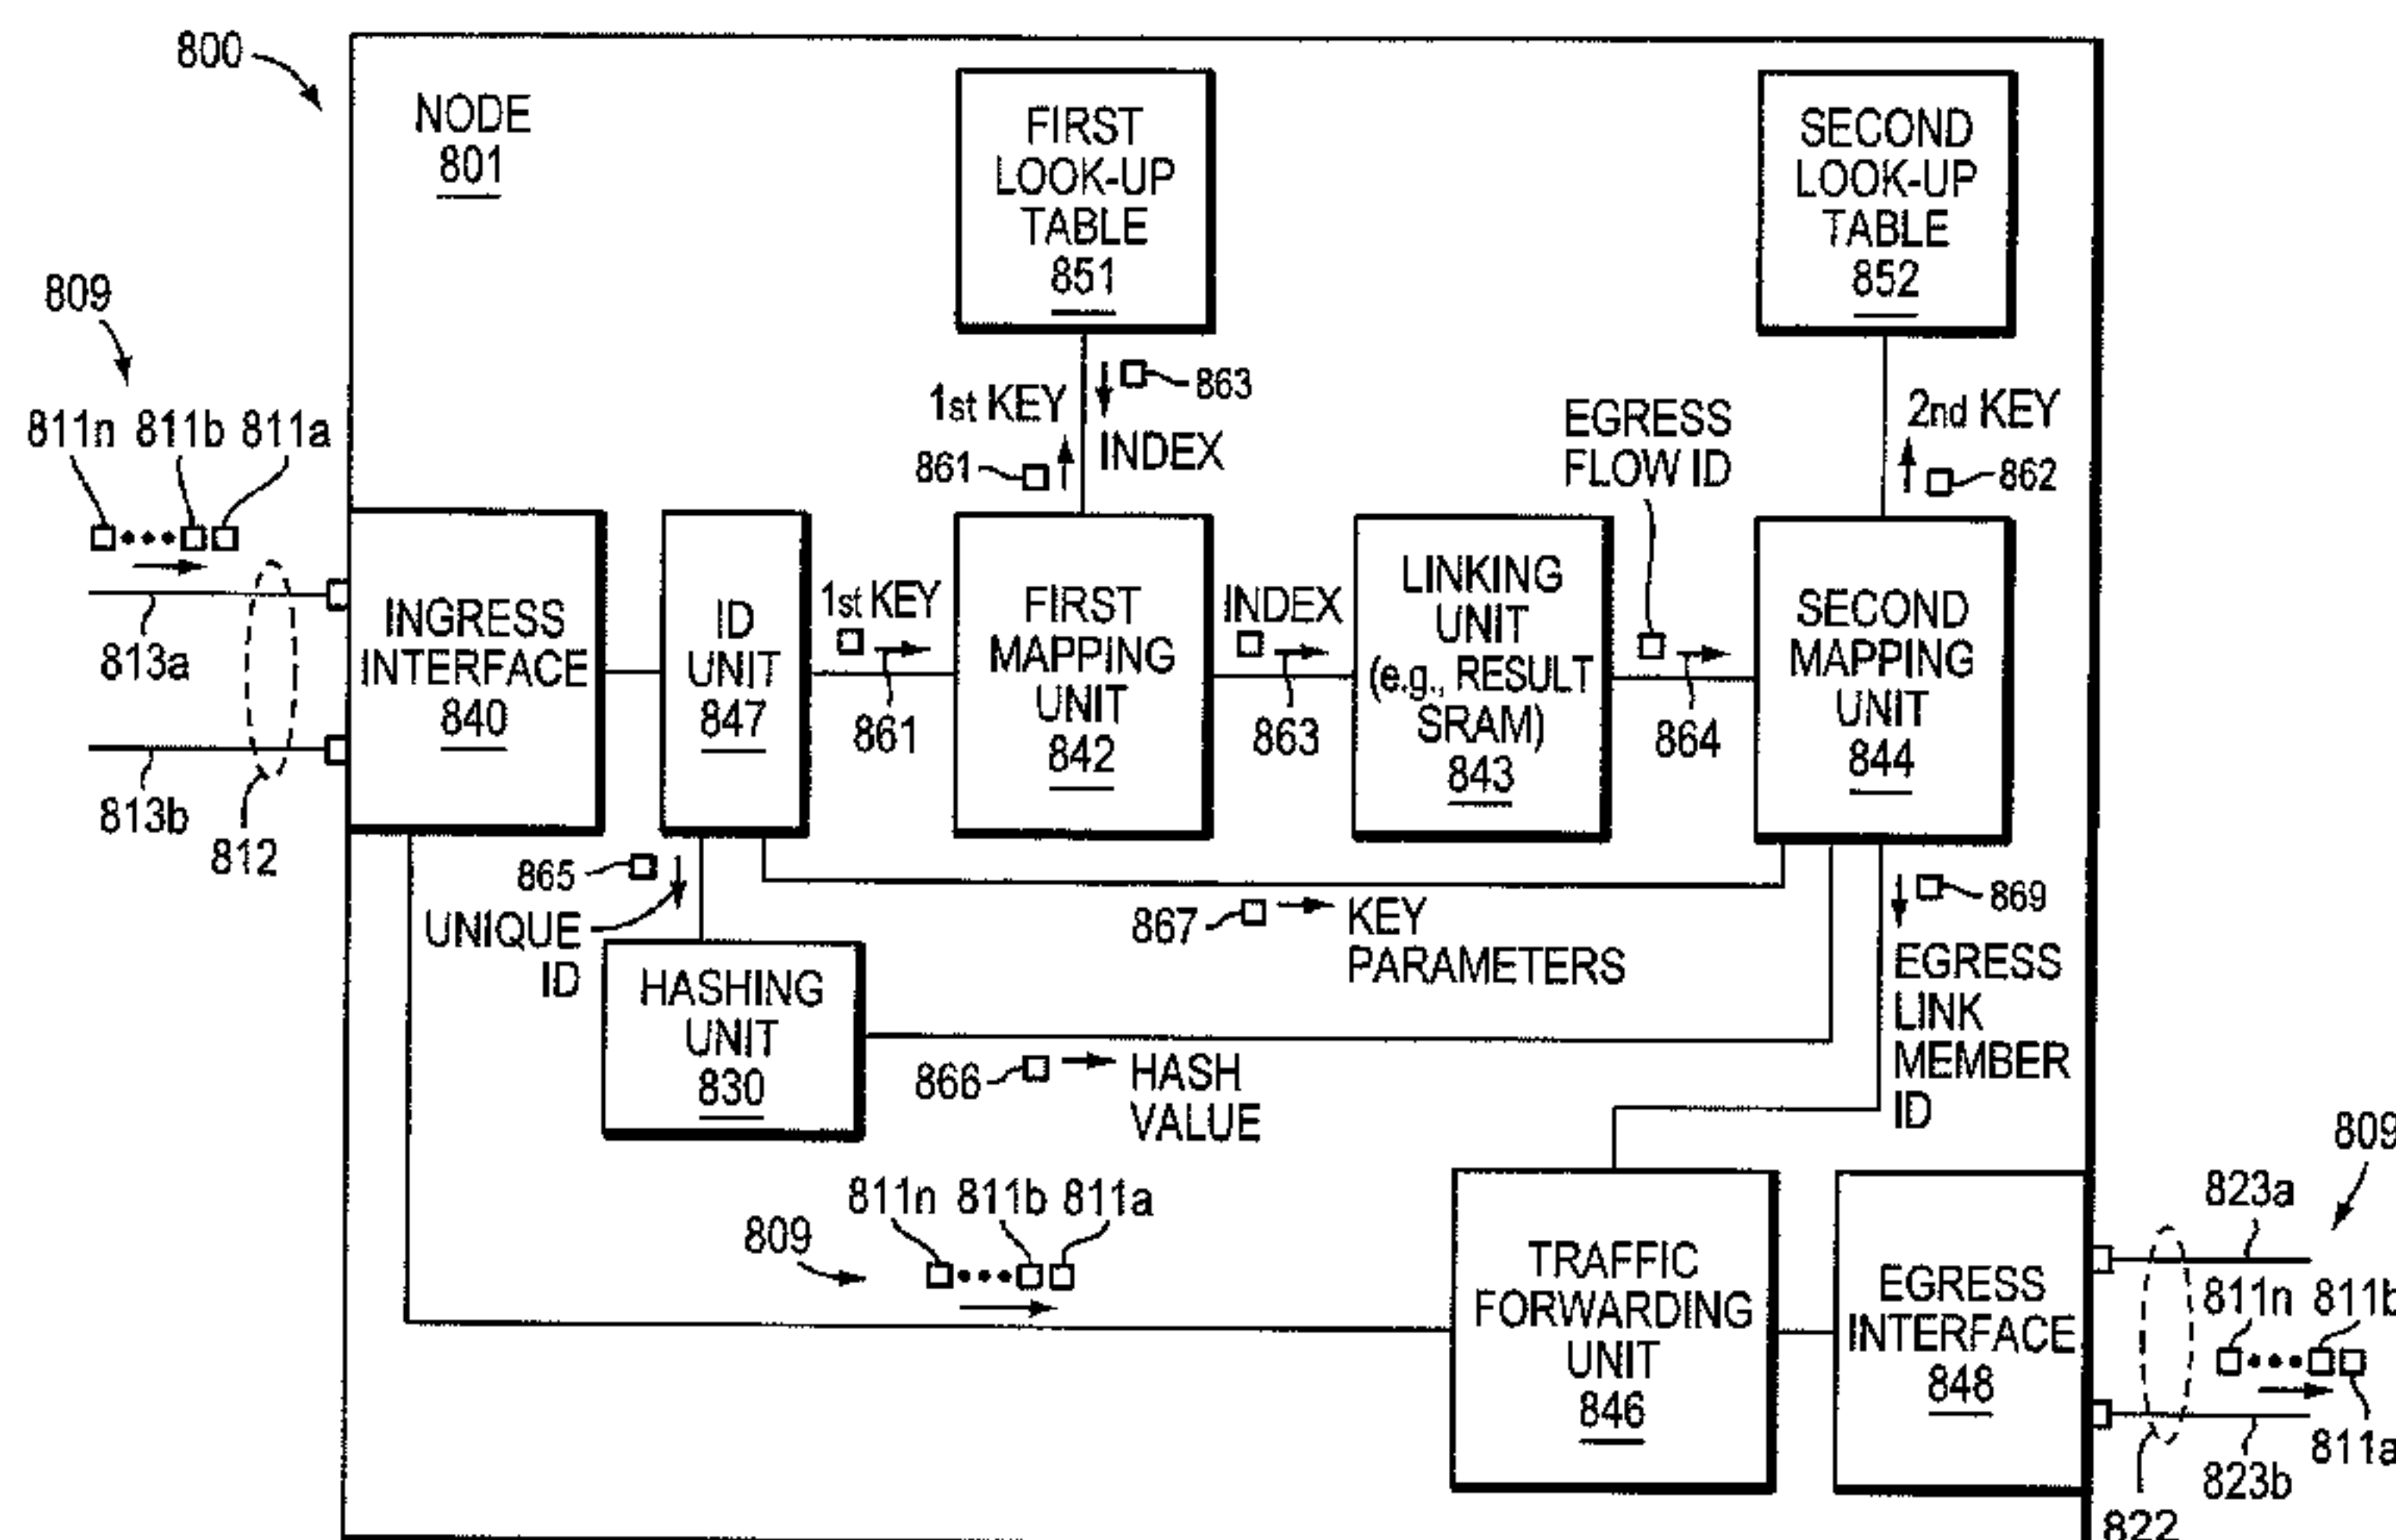 800
NODE
801
FIRST
LOOK-UP
TABLE
851
SECOND
LOOK-UP
TABLE
852
809
811n 811b 811a
813a
813b
812
1st KEY
861
863
INDEX
EGRESS
FLOW ID
2nd KEY
862
INGRESS
INTERFACE
840
ID
UNIT
847
1st KEY
861
FIRST
MAPPING
UNIT
842
INDEX
863
LINKING
UNIT
(e.g., RESULT
SRAM)
843
864
SECOND
MAPPING
UNIT
844
865
UNIQUE
ID
867
KEY
PARAMETERS
869
EGRESS
LINK
MEMBER
ID
HASHING
UNIT
830
866
HASH
VALUE
809
811n 811b 811a
TRAFFIC
FORWARDING
UNIT
846
EGRESS
INTERFACE
848
809
823a
811n 811b
811a
823b
822